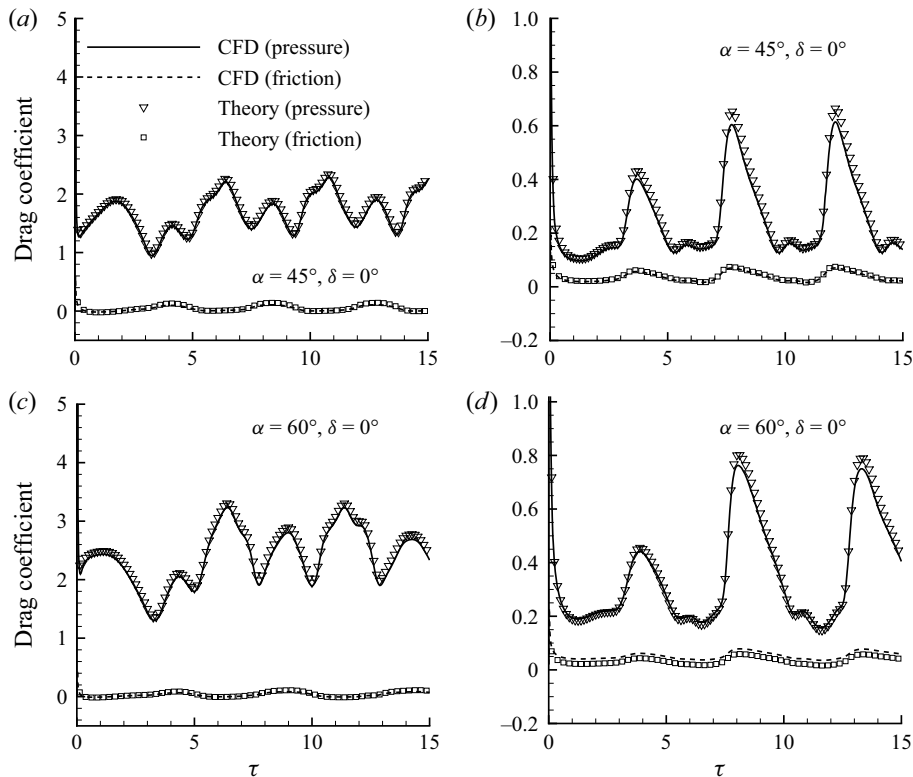 (a)
5
4
3
2
1
0
Drag coefficient
CFD (pressure)
CFD (friction)
Theory (pressure)
Theory (friction)
α = 45°, δ = 0°
0 5 10 15
(b)
1.0
0.8
0.6
0.4
0.2
0
–0.2
α = 45°, δ = 0°
0 5 10 15
(c)
5
4
3
2
1
0
Drag coefficient
α = 60°, δ = 0°
0 5 10 15
τ
(d)
1.0
0.8
0.6
0.4
0.2
0
–0.2
α = 60°, δ = 0°
0 5 10 15
τ